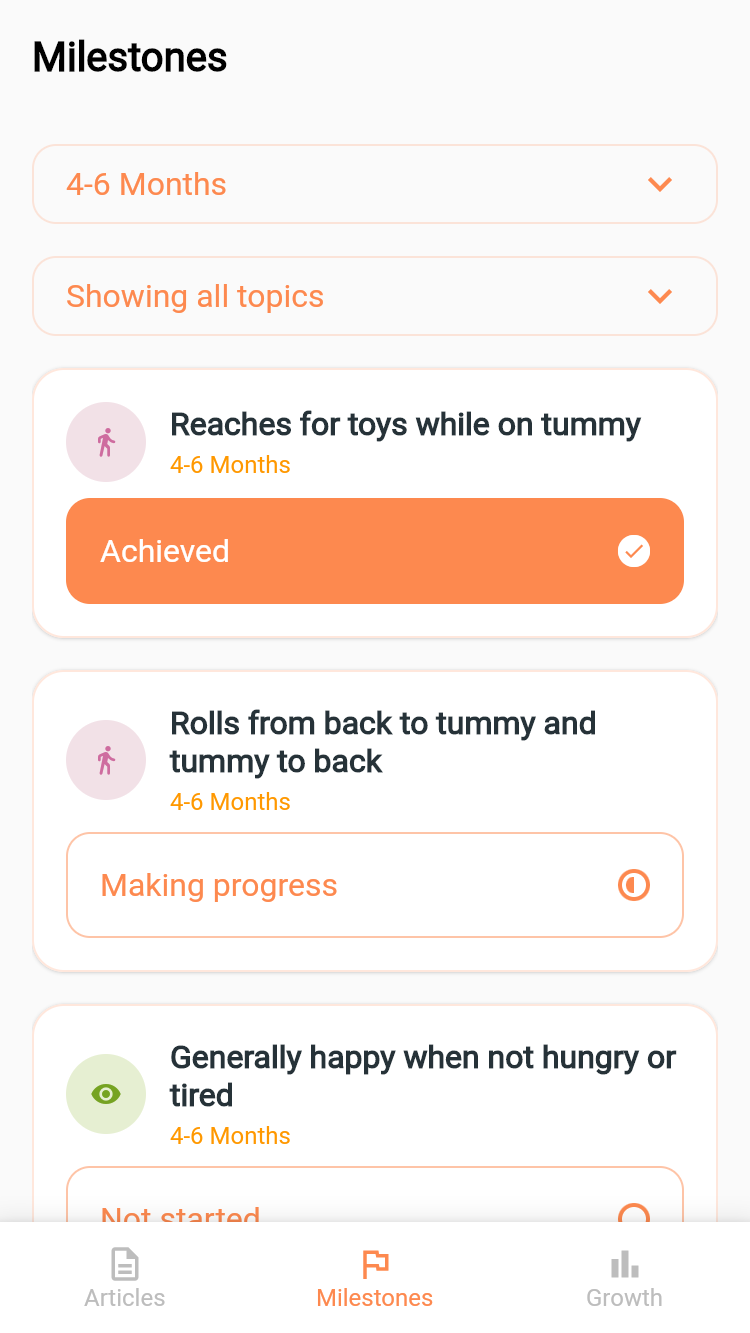 Milestones
4-6 Months
Showing all topics
Reaches for toys while on tummy
4-6 Months
Achieved
Rolls from back to tummy and
tummy to back
4-6 Months
Making progress
Generally happy when not hungry or
tired
4-6 Months
Not started
Articles
Milestones
Growth